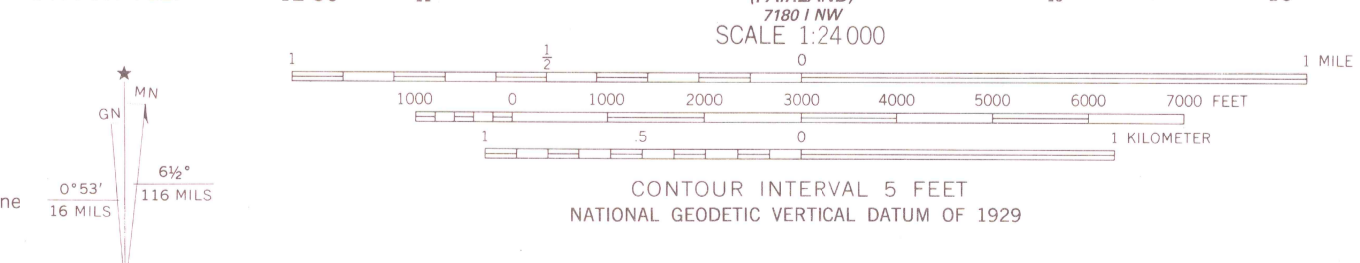 7180 I NW
SCALE 1:24 000
1 ½ 0 1 MILE
1000 0 1000 2000 3000 4000 5000 6000 7000 FEET
1 .5 0 1 KILOMETER
CONTOUR INTERVAL 5 FEET
NATIONAL GEODETIC VERTICAL DATUM OF 1929
★
MN
GN
6½°
116 MILS
0°53′
16 MILS
ne